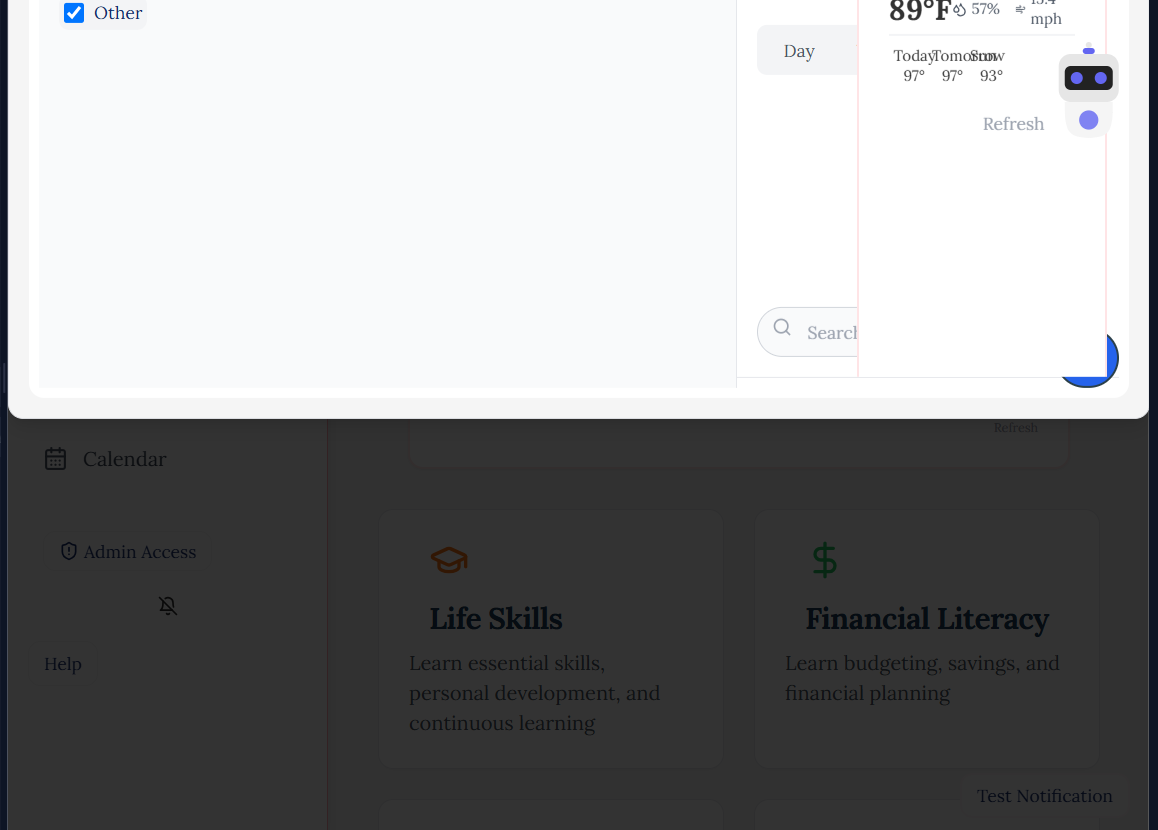 Other
89°F 57%
mph
Day
Today Tomorrow Sun
97° 97° 93°
Refresh
Search
Refresh
Calendar
Admin Access
Life Skills
Financial Literacy
Learn essential skills,
personal development, and
continuous learning
Learn budgeting, savings, and
financial planning
Help
Test Notification